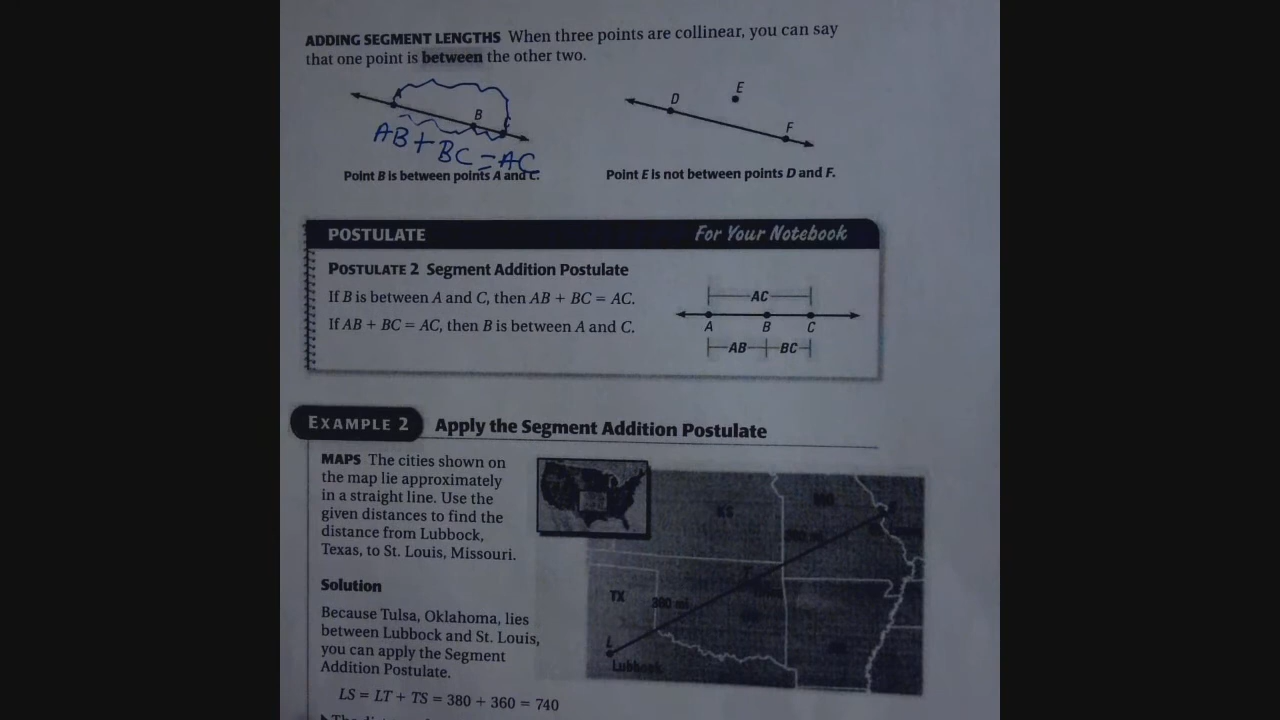 ADDING SEGMENT LENGTHS When three points are collinear, you can say
that one point is between the other two.
B
C
AB + BC = AC
Point B is between points A and C.
D
E
F
Point E is not between points D and F.
POSTULATE
For Your Notebook
POSTULATE 2 Segment Addition Postulate
If B is between A and C, then AB + BC = AC.
If AB + BC = AC, then B is between A and C.
AC
A B C
AB BC
EXAMPLE 2 Apply the Segment Addition Postulate
MAPS The cities shown on
the map lie approximately
in a straight line. Use the
given distances to find the
distance from Lubbock,
Texas, to St. Louis, Missouri.
Solution
Because Tulsa, Oklahoma, lies
between Lubbock and St. Louis,
you can apply the Segment
Addition Postulate.
LS = LT + TS = 380 + 360 = 740
KS
MO
TX
380 mi
L
Lubbock